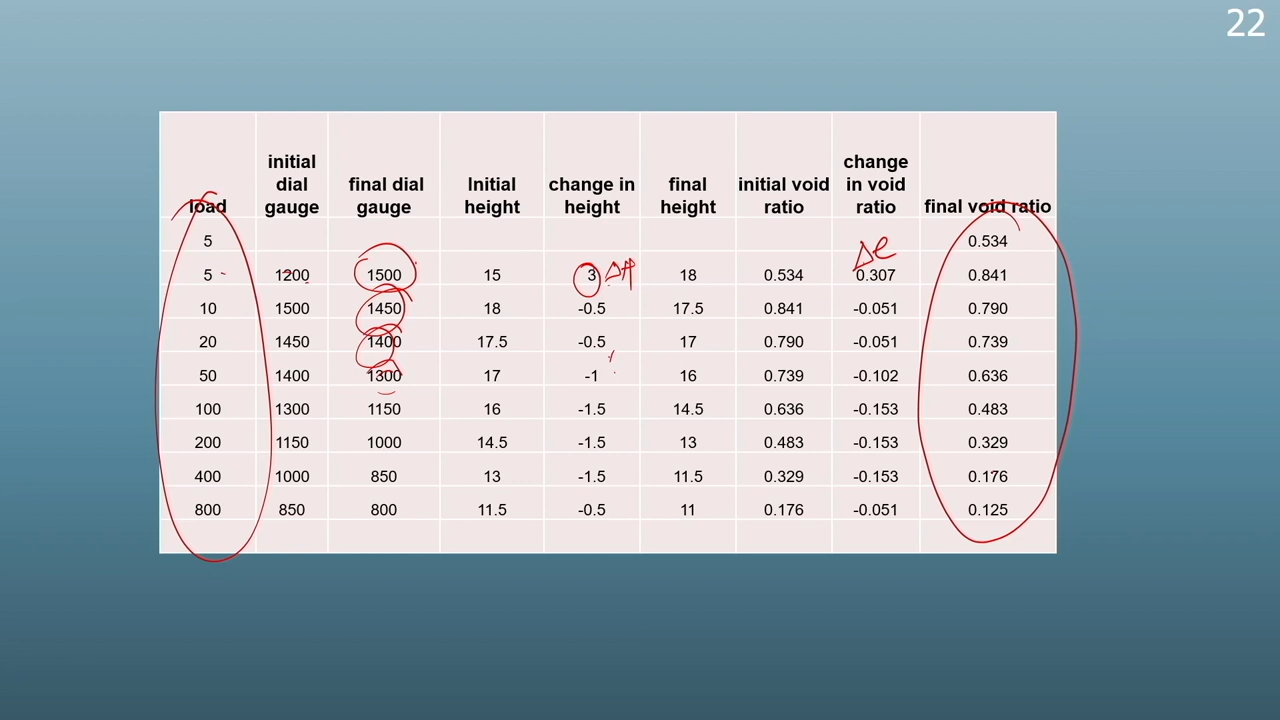 22
load initial dial gauge final dial gauge Initial height change in height final height initial void ratio change in void ratio final void ratio
5 0.534
Δe
5 1200 1500 15 3 ΔH 18 0.534 0.307 0.841
10 1500 1450 18 -0.5 17.5 0.841 -0.051 0.790
20 1450 1400 17.5 -0.5 17 0.790 -0.051 0.739
50 1400 1300 17 -1 16 0.739 -0.102 0.636
100 1300 1150 16 -1.5 14.5 0.636 -0.153 0.483
200 1150 1000 14.5 -1.5 13 0.483 -0.153 0.329
400 1000 850 13 -1.5 11.5 0.329 -0.153 0.176
800 850 800 11.5 -0.5 11 0.176 -0.051 0.125